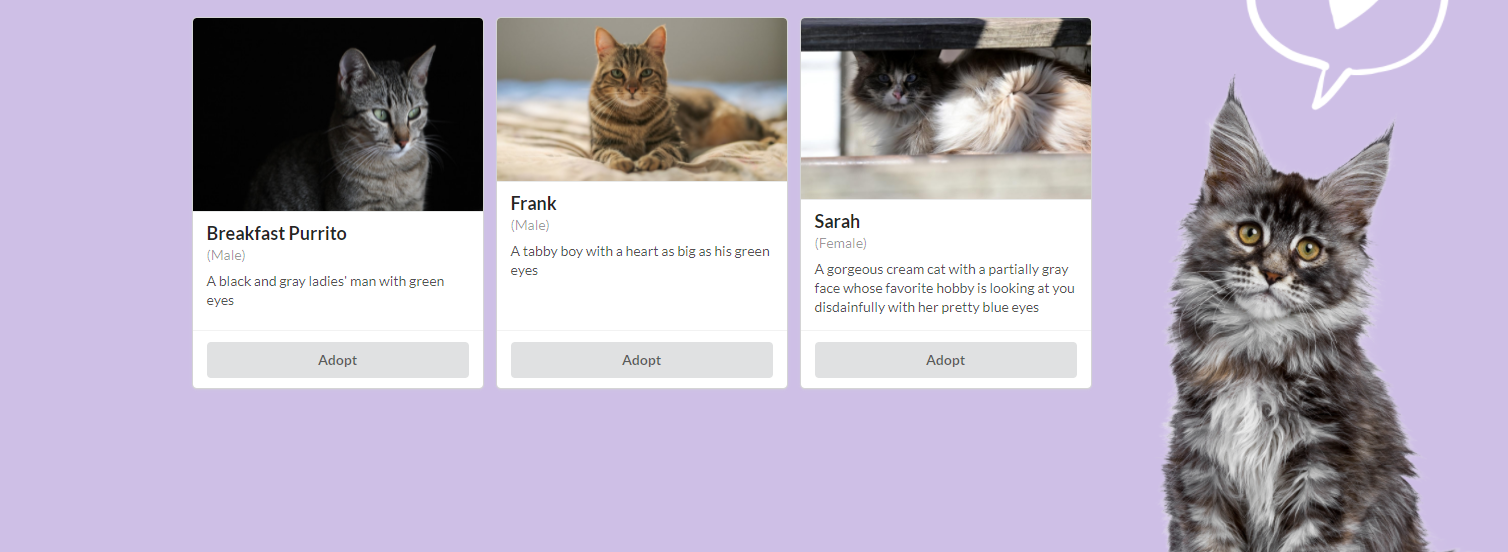 Breakfast Purrito
(Male)
A black and gray ladies' man with green
eyes
Adopt
Frank
(Male)
A tabby boy with a heart as big as his green
eyes
Adopt
Sarah
(Female)
A gorgeous cream cat with a partially gray
face whose favorite hobby is looking at you
disdainfully with her pretty blue eyes
Adopt